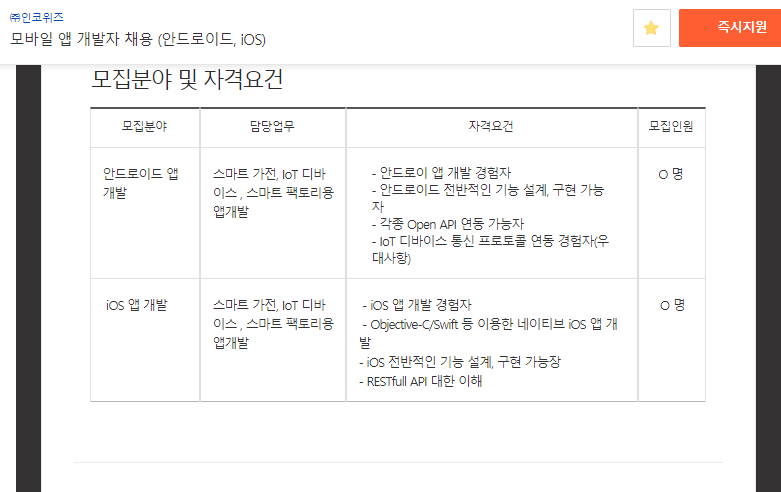 ㈜인코위즈
모바일 앱 개발자 채용 (안드로이드, iOS)
즉시지원
모집분야 및 자격요건
모집분야 담당업무 자격요건 모집인원
안드로이드 앱
개발
스마트 가전, IoT 디바
이스 , 스마트 팩토리용
앱개발
- 안드로이 앱 개발 경험자
- 안드로이드 전반적인 기능 설계, 구현 가능
자
- 각종 Open API 연동 가능자
- IoT 디바이스 통신 프로토콜 연동 경험자(우
대사항)
O 명
iOS 앱 개발
스마트 가전, IoT 디바
이스 , 스마트 팩토리용
앱개발
- iOS 앱 개발 경험자
- Objective-C/Swift 등 이용한 네이티브 iOS 앱 개
발
- iOS 전반적인 기능 설계, 구현 가능장
- RESTfull API 대한 이해
O 명